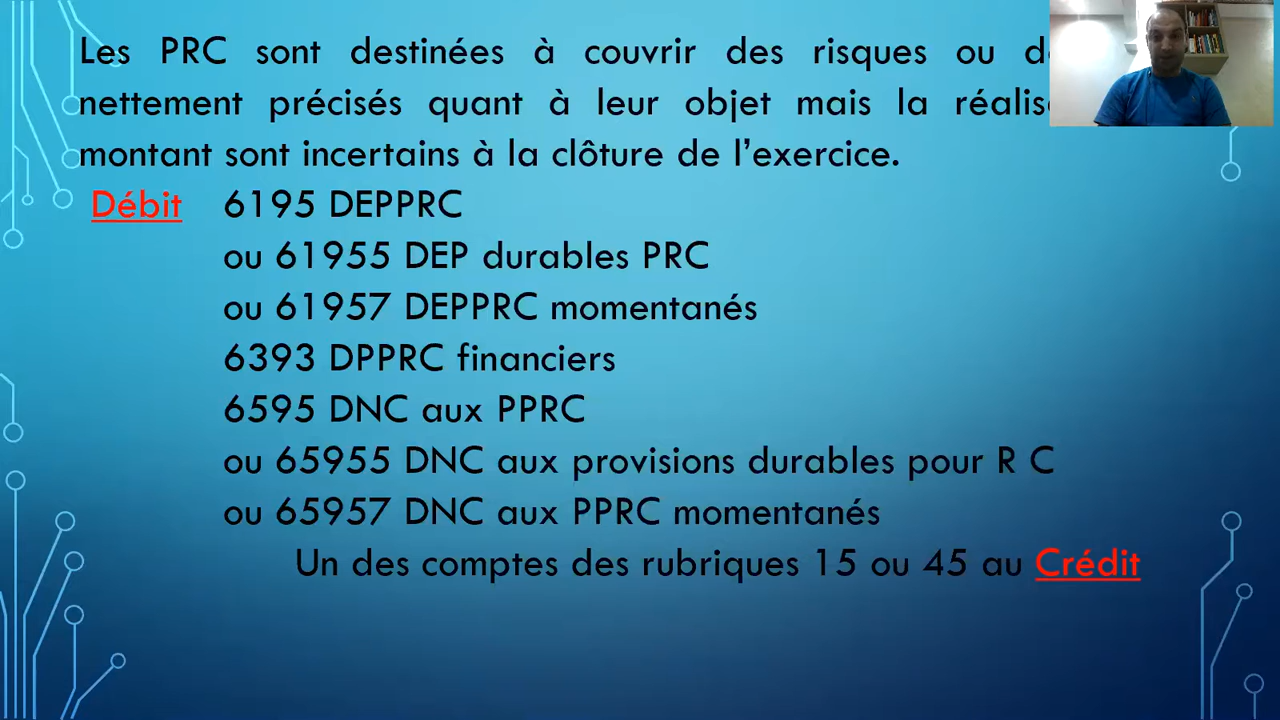 Les PRC sont destinées à couvrir des risques ou
nettement précisés quant à leur objet mais la
montant sont incertains à la clôture de l'exercice.
Débit 6195 DEPPRC
ou 61955 DEP durables PRC
ou 61957 DEPPRC momentanés
6393 DPPRC financiers
6595 DNC aux PPRC
ou 65955 DNC aux provisions durables pour R C
ou 65957 DNC aux PPRC momentanés
Un des comptes des rubriques 15 ou 45 au Crédit